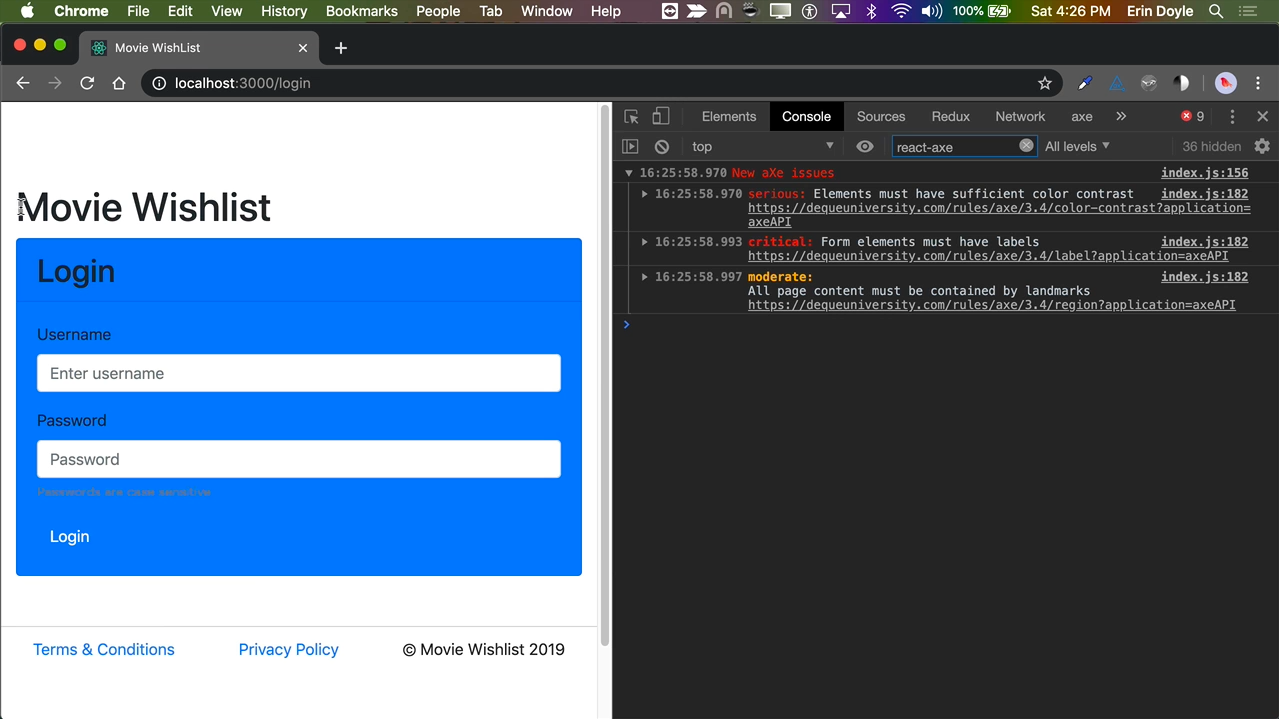 Chrome File Edit View History Bookmarks People Tab Window Help 100% Sat 4:26 PM Erin Doyle
Movie WishList
localhost:3000/login
Movie Wishlist
Login
Username
Enter username
Password
Password
Passwords are case sensitive
Login
Terms & Conditions Privacy Policy © Movie Wishlist 2019
Elements Console Sources Redux Network axe 9
top react-axe All levels 36 hidden
16:25:58.970 New aXe issues index.js:156
16:25:58.970 serious: Elements must have sufficient color contrast index.js:182
https://dequeuniversity.com/rules/axe/3.4/color-contrast?application=
axeAPI
16:25:58.993 critical: Form elements must have labels index.js:182
https://dequeuniversity.com/rules/axe/3.4/label?application=axeAPI
16:25:58.997 moderate: index.js:182
All page content must be contained by landmarks
https://dequeuniversity.com/rules/axe/3.4/region?application=axeAPI